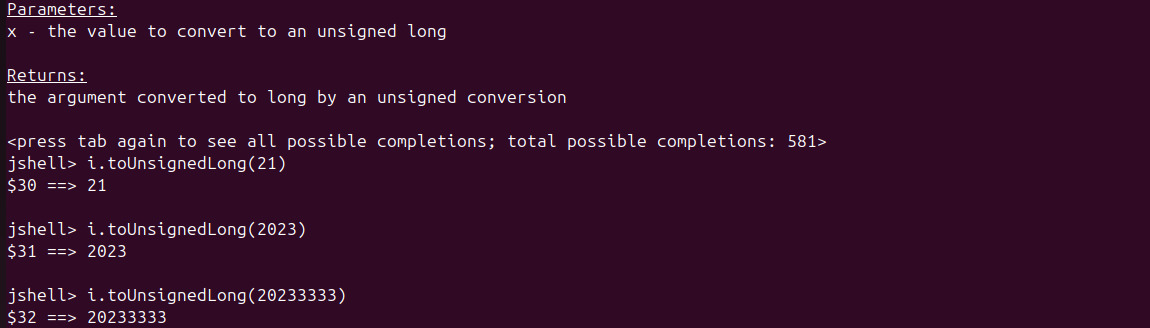 Parameters:
x - the value to convert to an unsigned long
Returns:
the argument converted to long by an unsigned conversion
<press tab again to see all possible completions; total possible completions: 581>
jshell> i.toUnsignedLong(21)
$30 ==> 21
jshell> i.toUnsignedLong(2023)
$31 ==> 2023
jshell> i.toUnsignedLong(20233333)
$32 ==> 20233333